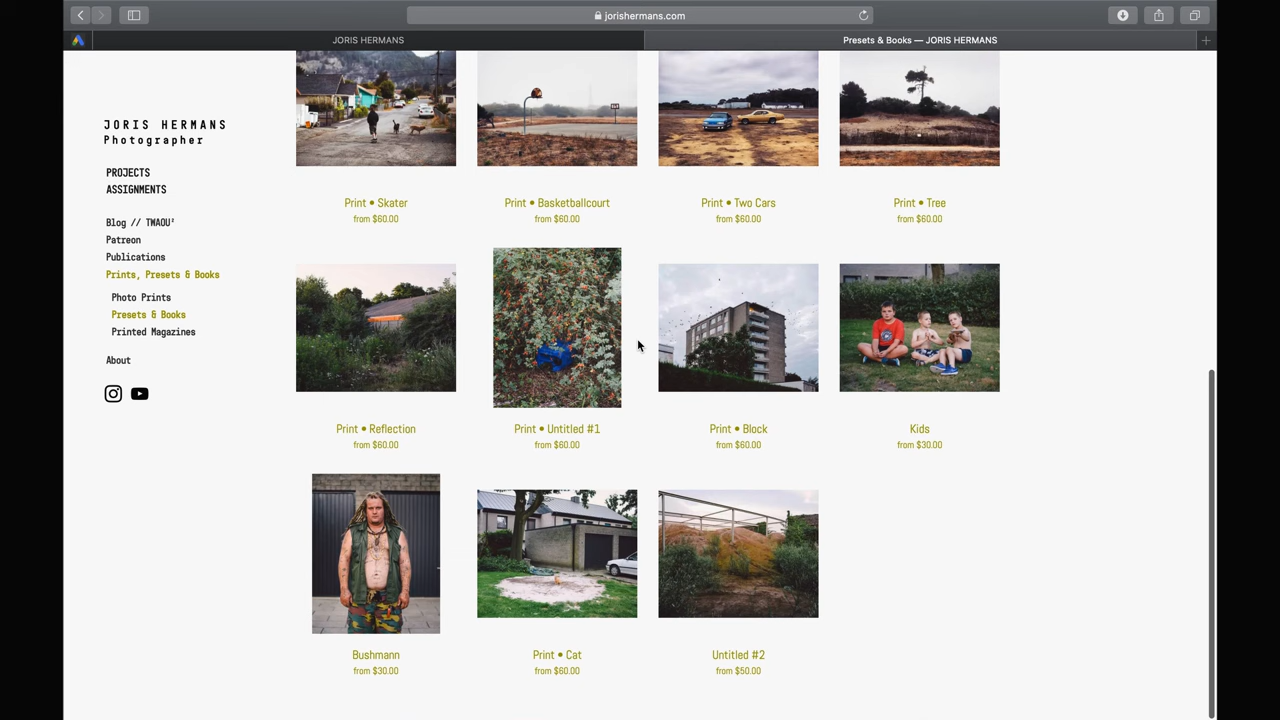 jorishermans.com
JORIS HERMANS
Presets & Books — JORIS HERMANS
JORIS HERMANS
Photographer
PROJECTS
ASSIGNMENTS
Blog // TWAOU²
Patreon
Publications
Prints, Presets & Books
Photo Prints
Presets & Books
Printed Magazines
About
Print • Skater
from $60.00
Print • Basketballcourt
from $60.00
Print • Two Cars
from $60.00
Print • Tree
from $60.00
Print • Reflection
from $60.00
Print • Untitled #1
from $60.00
Print • Block
from $60.00
Kids
from $30.00
Bushmann
from $30.00
Print • Cat
from $60.00
Untitled #2
from $50.00